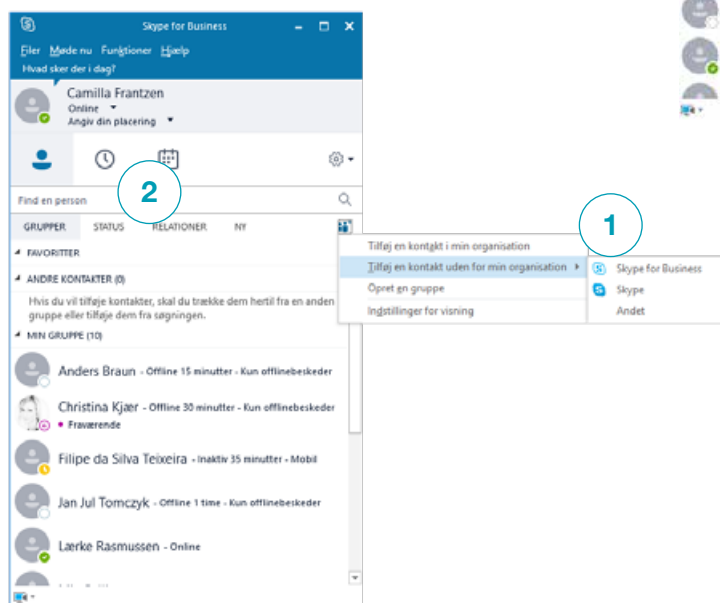 Skype for Business
Filer Møde nu Funktioner Hjælp
Hvad sker der i dag?
Camilla Frantzen
Online
Angiv din placering
2
Find en person
GRUPPER STATUS RELATIONER NY
FAVORITTER
ANDRE KONTAKTER (0)
Hvis du vil tilføje kontakter, skal du trække dem hertil fra en anden
gruppe eller tilføje dem fra søgningen.
MIN GRUPPE (10)
Anders Braun - Offline 15 minutter - Kun offlinebeskeder
Christina Kjær - Offline 30 minutter - Kun offlinebeskeder
Fraværende
Filipe da Silva Teixeira - Inaktiv 35 minutter - Mobil
Jan Jul Tomczyk - Offline 1 time - Kun offlinebeskeder
Lærke Rasmussen - Online
1
Tilføj en kontakt i min organisation
Tilføj en kontakt uden for min organisation
Opret en gruppe
Indstillinger for visning
Skype for Business
Skype
Andet